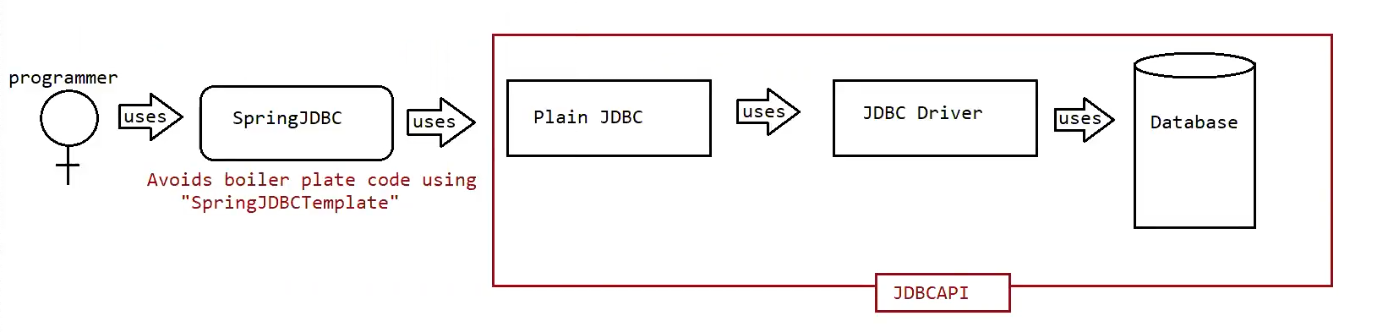 programmer
uses
SpringJDBC
uses
Plain JDBC
uses
JDBC Driver
uses
Database
Avoids boiler plate code using
"SpringJDBCTemplate"
JDBCAPI